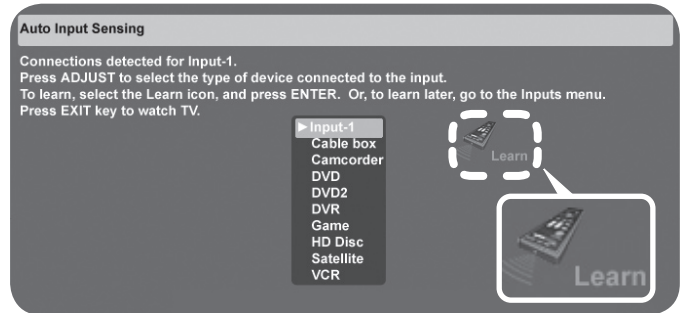 Auto Input Sensing
Connections detected for Input-1.
Press ADJUST to select the type of device connected to the input.
To learn, select the Learn icon, and press ENTER.  Or, to learn later, go to the Inputs menu.
Press EXIT key to watch TV.
Input-1
Cable box
Camcorder
DVD
DVD2
DVR
Game
HD Disc
Satellite
VCR
Learn
Learn